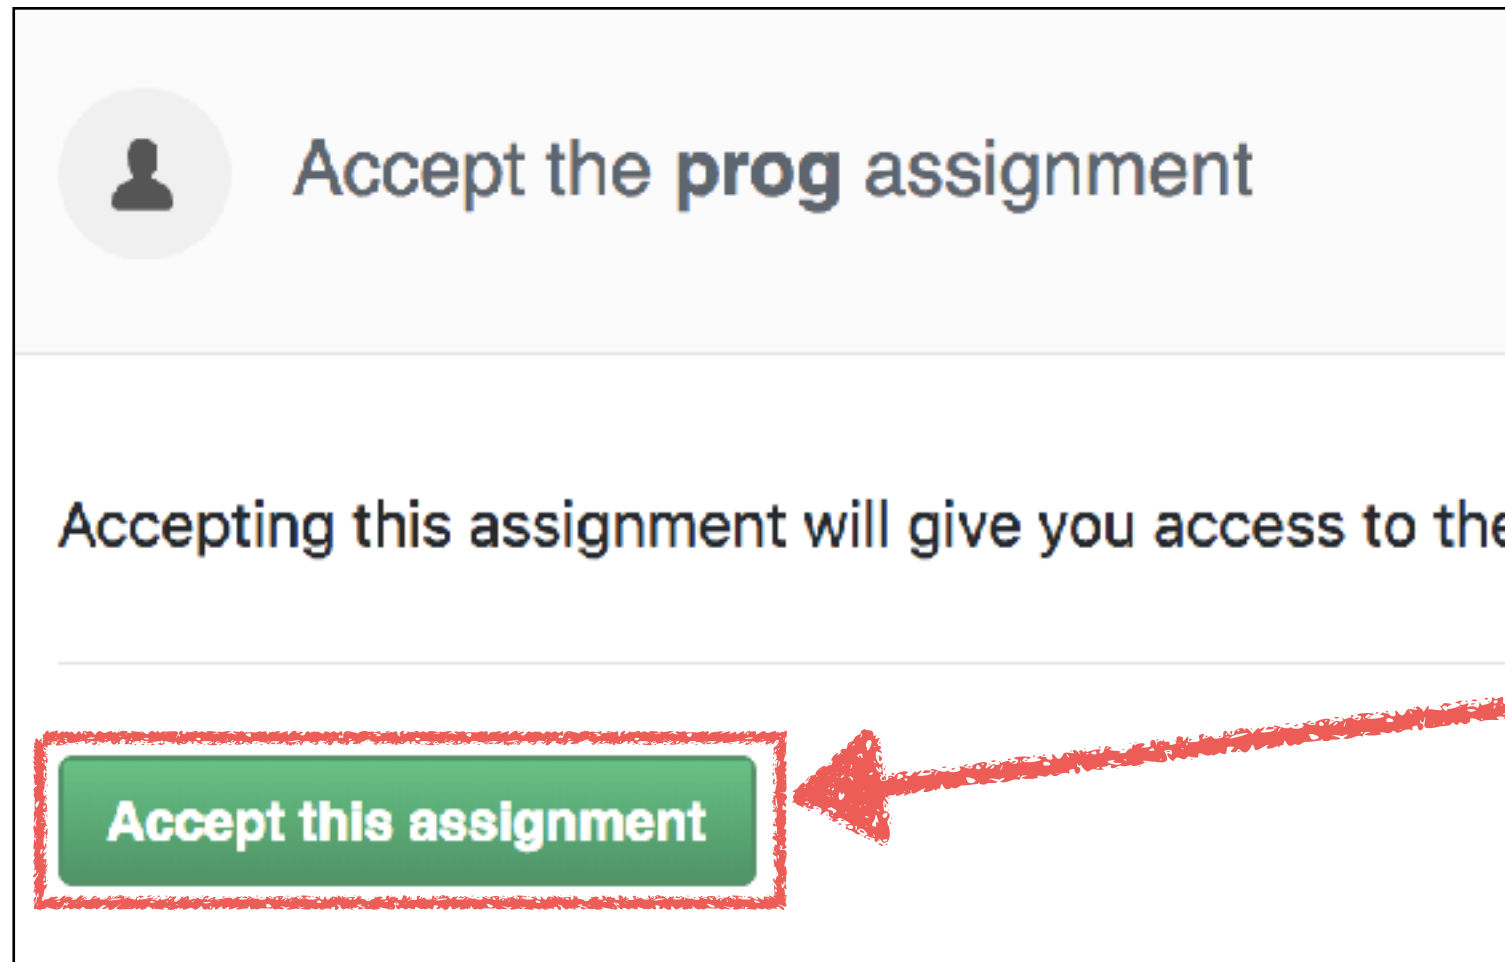 Accept the prog assignment
Accepting this assignment will give you access to the
Accept this assignment